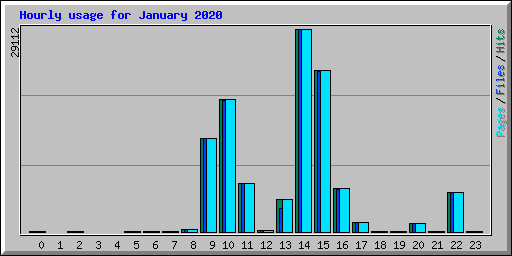 Hourly usage for January 2020
29112
Pages/Files/Hits
0 1 2 3 4 5 6 7 8 9 10 11 12 13 14 15 16 17 18 19 20 21 22 23